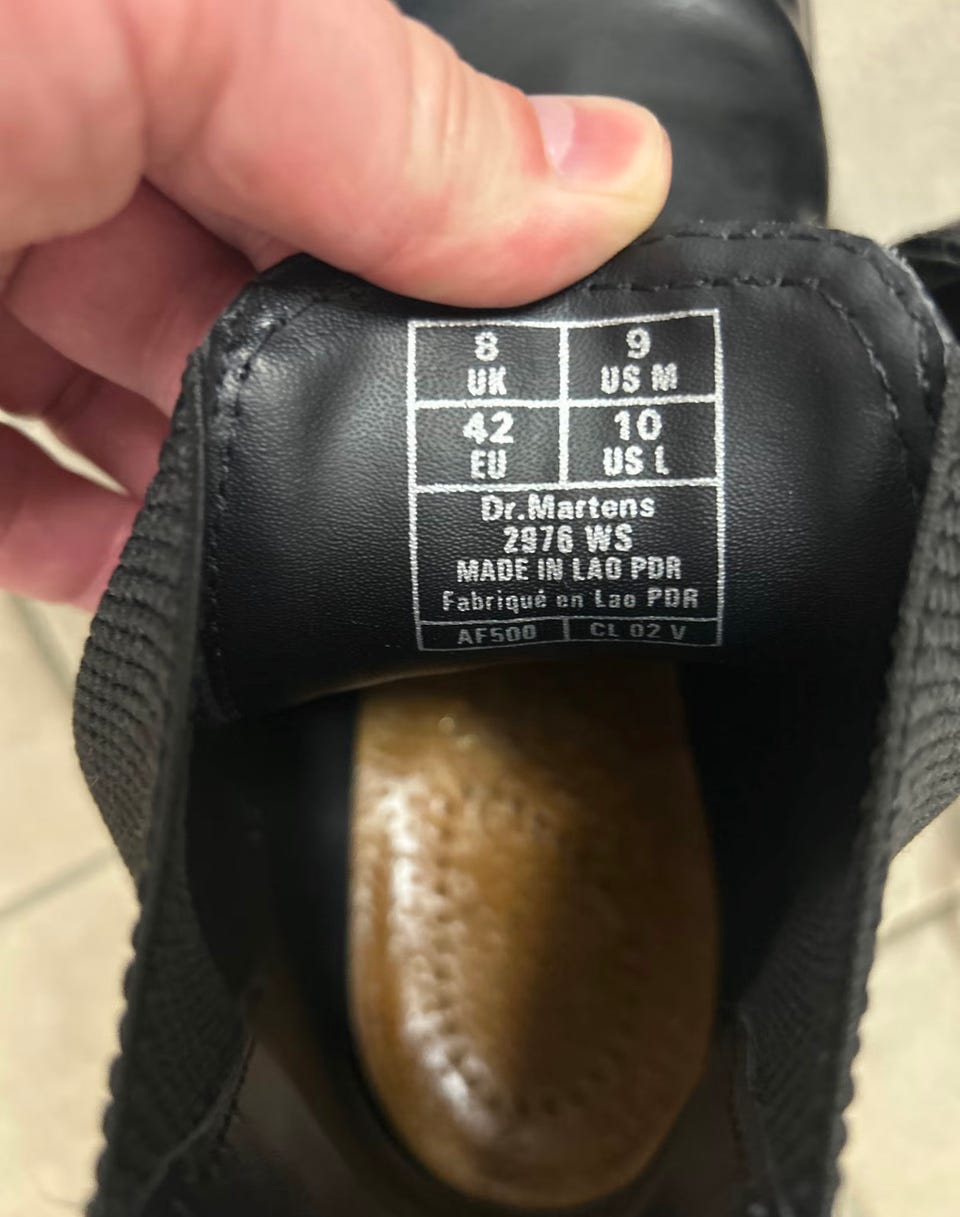 8 9
UK US M
42 10
EU US L
Dr.Martens
2976 WS
MADE IN LAO PDR
Fabriqué en Lao PDR
AF500 CL 02 V